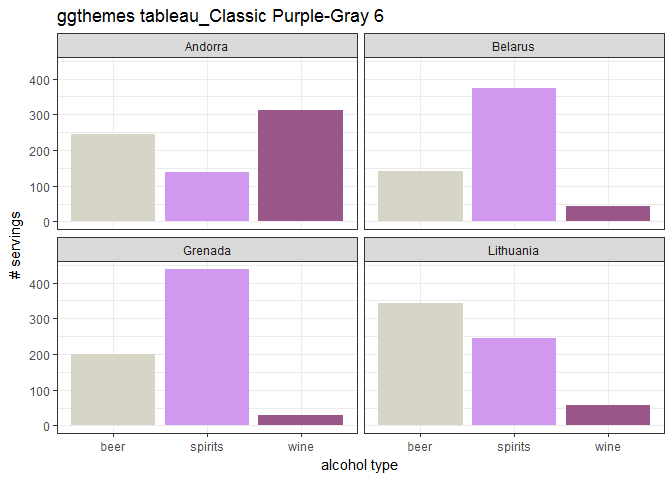 ggthemes tableau_Classic Purple-Gray 6
Andorra
Belarus
400
300
200
100
0
Grenada
Lithuania
400
300
200
100
0
# servings
beer
spirits
wine
beer
spirits
wine
alcohol type